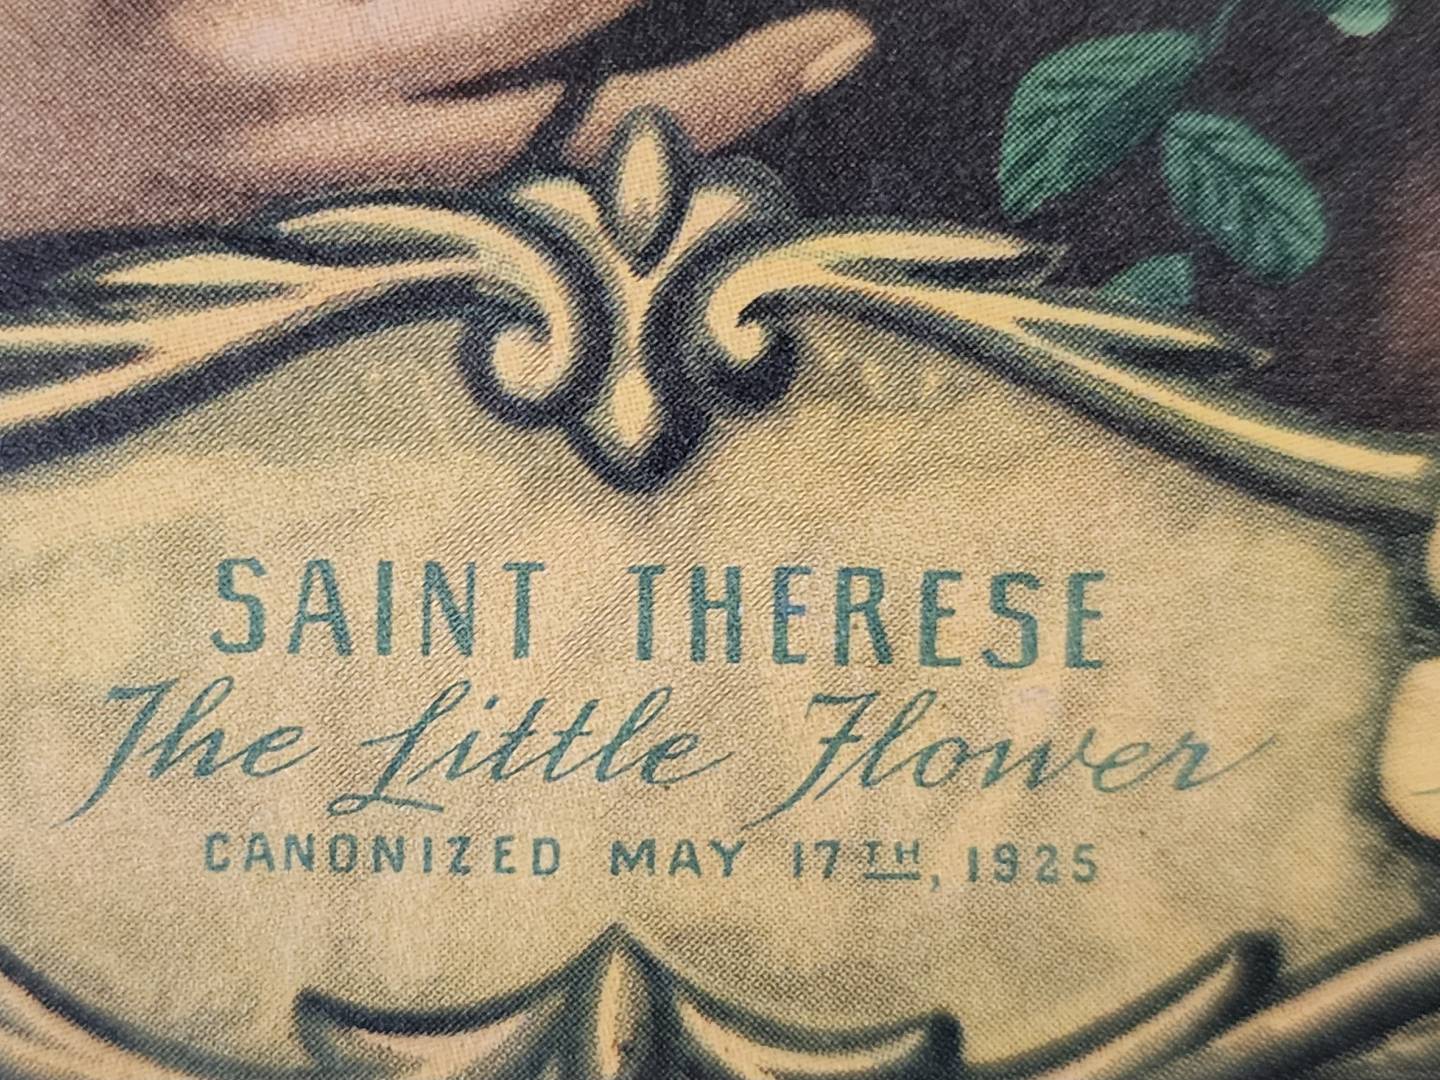 SAINT THERESE
The Little Flower
CANONIZED MAY 17TH, 1925